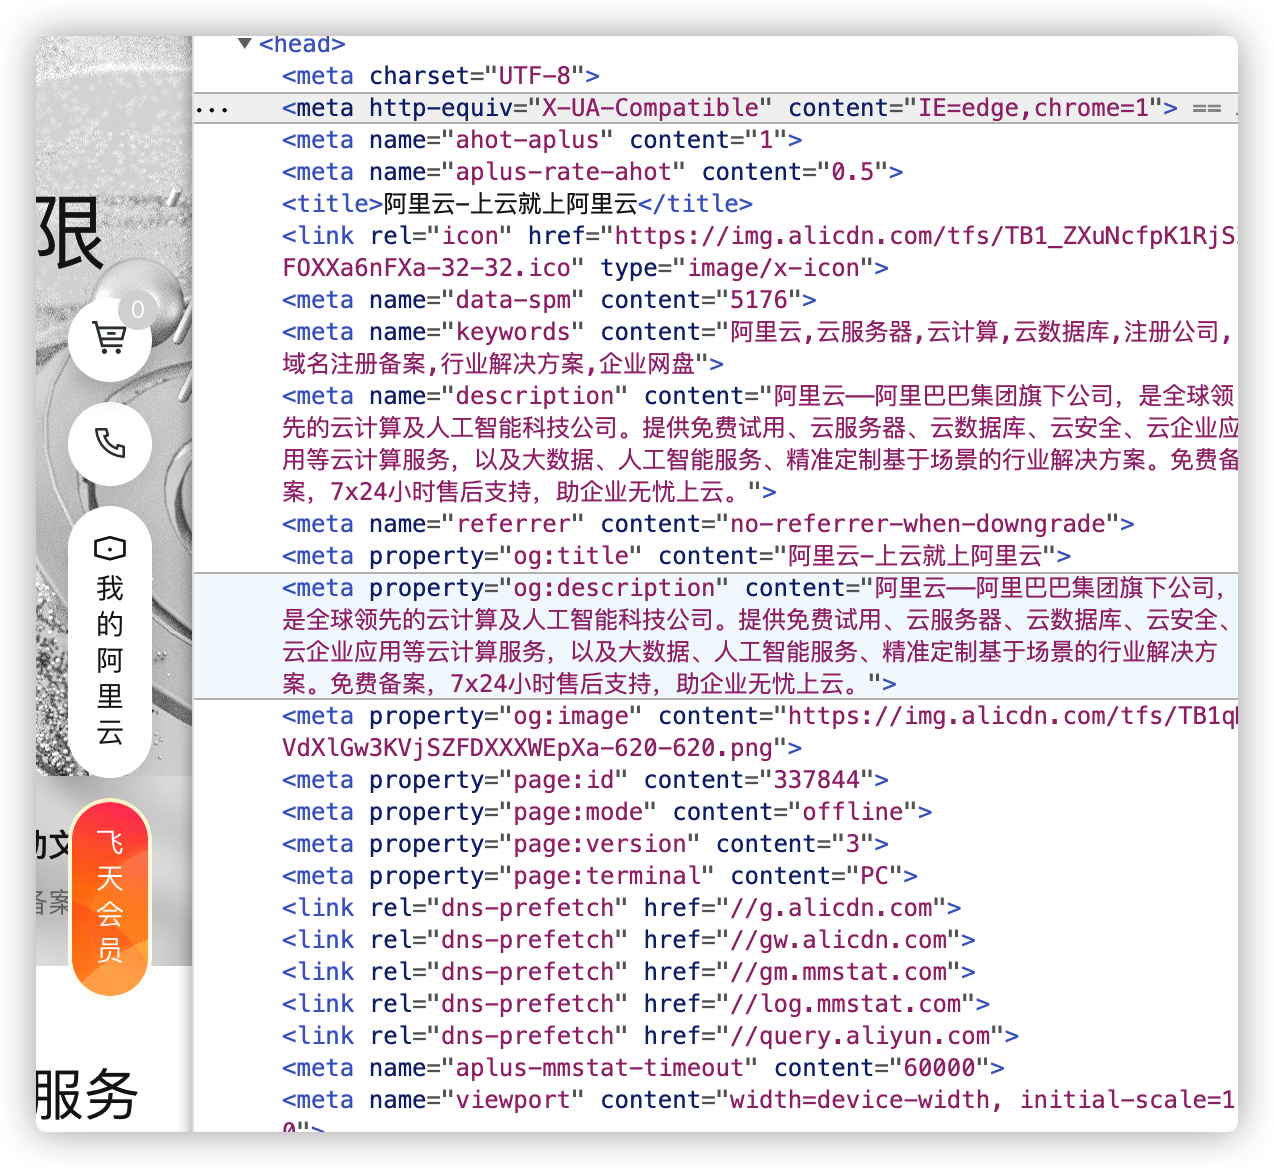 限
0
我
的
阿
里
云
飞
天
会
员
服务
▼<head>
<meta charset="UTF-8">
<meta http-equiv="X-UA-Compatible" content="IE=edge,chrome=1"> ==
<meta name="ahot-aplus" content="1">
<meta name="aplus-rate-ahot" content="0.5">
<title>阿里云-上云就上阿里云</title>
<link rel="icon" href="https://img.alicdn.com/tfs/TB1_ZXuNcfpK1RjS
FOXXa6nFXa-32-32.ico" type="image/x-icon">
<meta name="data-spm" content="5176">
<meta name="keywords" content="阿里云,云服务器,云计算,云数据库,注册公司,
域名注册备案,行业解决方案,企业网盘">
<meta name="description" content="阿里云——阿里巴巴集团旗下公司，是全球领
先的云计算及人工智能科技公司。提供免费试用、云服务器、云数据库、云安全、云企业应
用等云计算服务，以及大数据、人工智能服务、精准定制基于场景的行业解决方案。免费备
案，7x24小时售后支持，助企业无忧上云。">
<meta name="referrer" content="no-referrer-when-downgrade">
<meta property="og:title" content="阿里云-上云就上阿里云">
<meta property="og:description" content="阿里云——阿里巴巴集团旗下公司，
是全球领先的云计算及人工智能科技公司。提供免费试用、云服务器、云数据库、云安全、
云企业应用等云计算服务，以及大数据、人工智能服务、精准定制基于场景的行业解决方
案。免费备案，7x24小时售后支持，助企业无忧上云。">
<meta property="og:image" content="https://img.alicdn.com/tfs/TB1q
VdXlGw3KVjSZFDXXXWEpXa-620-620.png">
<meta property="page:id" content="337844">
<meta property="page:mode" content="offline">
<meta property="page:version" content="3">
<meta property="page:terminal" content="PC">
<link rel="dns-prefetch" href="//g.alicdn.com">
<link rel="dns-prefetch" href="//gw.alicdn.com">
<link rel="dns-prefetch" href="//gm.mmstat.com">
<link rel="dns-prefetch" href="//log.mmstat.com">
<link rel="dns-prefetch" href="//query.aliyun.com">
<meta name="aplus-mmstat-timeout" content="60000">
<meta name="viewport" content="width=device-width, initial-scale=1
0">